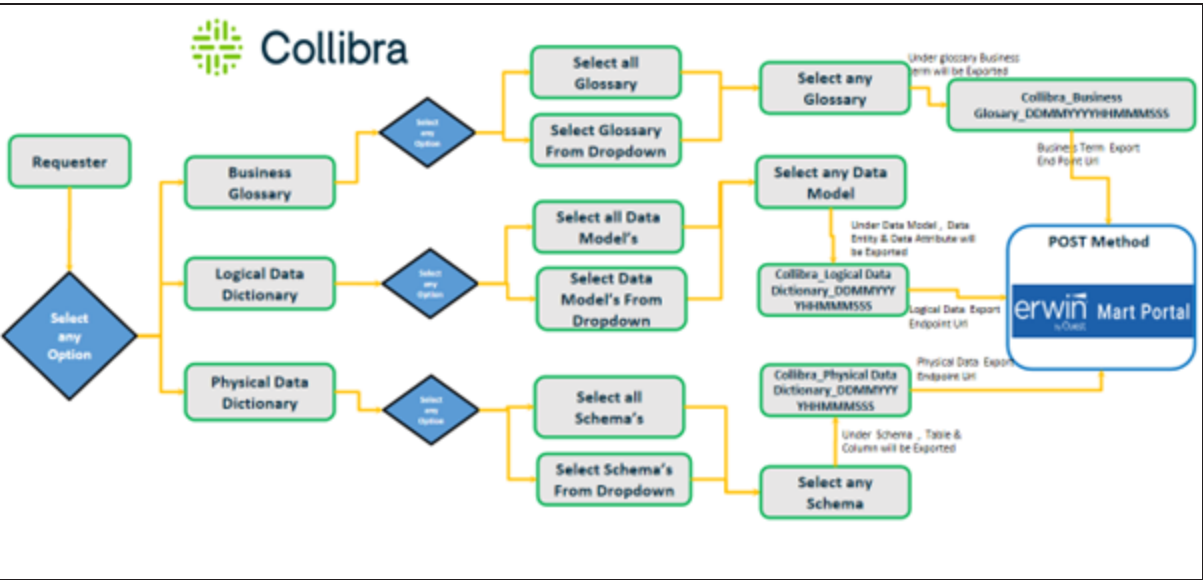 Collibra
Requester
Select
any
Option
Business
Glossary
Logical Data
Dictionary
Physical Data
Dictionary
Select
any
Option
Select
any
Option
Select
any
Option
Select all
Glossary
Select Glossary
From Dropdown
Select all Data
Model's
Select Data
Model's From
Dropdown
Select all
Schema's
Select Schema's
From Dropdown
Select any
Glossary
Under glossary Business
term will be Exported
Collibra_Business
Glosary_DDMMYYYYHHMMMSSS
Business Term Export
End Point Url
Select any Data
Model
Under Data Model , Data
Entity & Data Attribute will
be Exported
Collibra_Logical Data
Dictionary_DDMMYYY
YHHMMMSSS
Logical Data Export
Endpoint Url
POST Method
erwin
by Quest
Mart Portal
Physical Data Export
Endpoint Url
Collibra_Physical Data
Dictionary_DDMMYYY
YHHMMMSSS
Under Schema , Table &
Column will be Exported
Select any
Schema